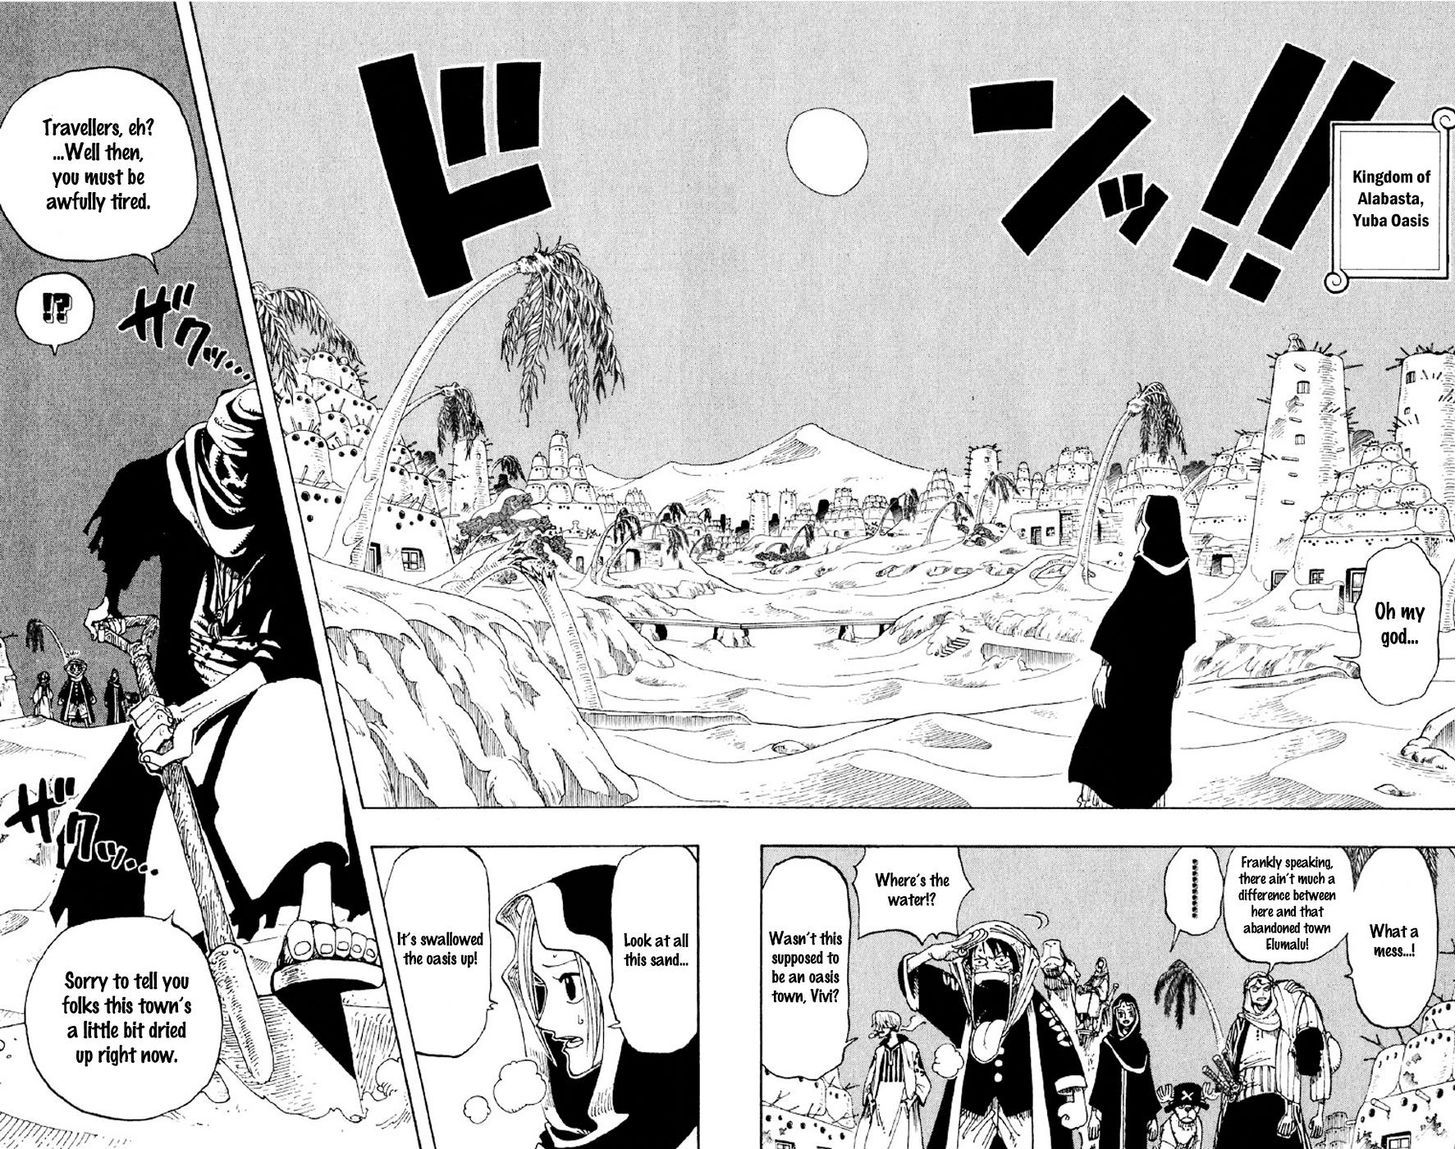 Kingdom of
Alabasta,
Yuba Oasis
ドンッ!!
Oh my
god...
What a
mess...!
Frankly speaking,
there ain't much a
difference between
here and that
abandoned town
Elumalu!
..........
Where's the
water!?
Wasn't this
supposed to
be an oasis
town, Vivi?
Look at all
this sand...
It's swallowed
the oasis up!
Travellers, eh?
...Well then,
you must be
awfully tired.
!?
ザクッ...
ザクッ...
Sorry to tell you
folks this town's
a little bit dried
up right now.